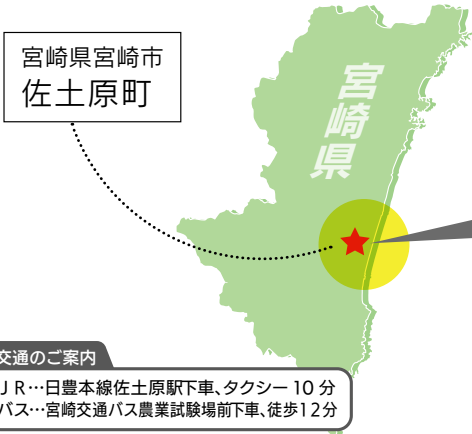 宮崎県宮崎市
佐土原町
宮崎県
交通のご案内
ＪＲ…日豊本線佐土原駅下車、タクシー10分
バス…宮崎交通バス農業試験場前下車、徒歩12分